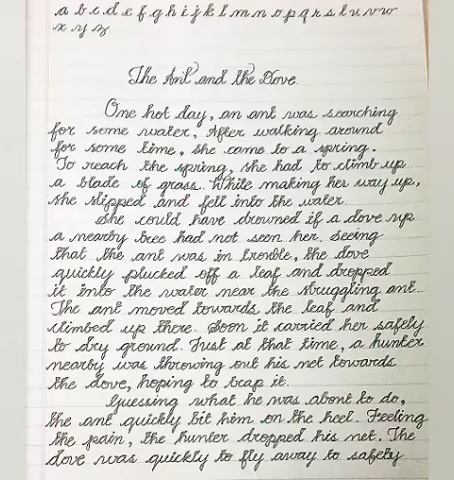 a b c d e f g h i j k l m n o p q r s t u v w
x y z
The Ant and the Dove
One hot day, an ant was searching
for some water, After walking around
for some time, she came to a spring.
To reach the spring, she had to climb up
a blade of grass. While making her way up,
she slipped and fell into the water
She could have drowned if a dove up
a nearby tree had not seen her. Seeing
that the ant was in trouble, the dove
quickly plucked off a leaf and dropped
it into the water near the struggling ant.
The ant moved towards the leaf and
climbed up there. Soon it carried her safely
to dry ground. Just at that time, a hunter
nearby was throwing out his net towards
the dove, hoping to trap it.
Guessing what he was about to do,
the ant quickly bit him on the heel. Feeling
the pain, the hunter dropped his net. The
dove was quickly to fly away to safely